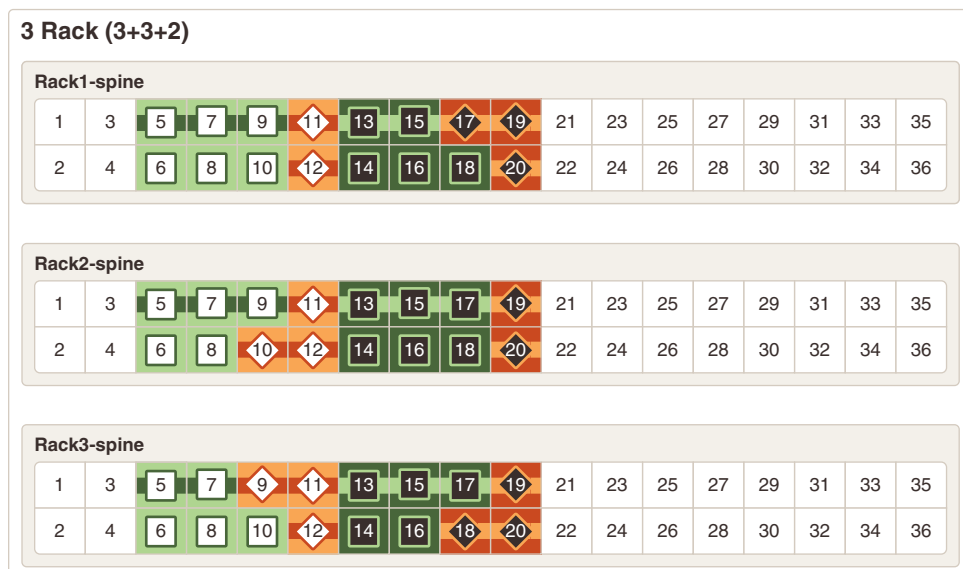 3 Rack (3+3+2)
Rack1-spine
1 3 5 7 9 11 13 15 17 19 21 23 25 27 29 31 33 35
2 4 6 8 10 12 14 16 18 20 22 24 26 28 30 32 34 36
Rack2-spine
1 3 5 7 9 11 13 15 17 19 21 23 25 27 29 31 33 35
2 4 6 8 10 12 14 16 18 20 22 24 26 28 30 32 34 36
Rack3-spine
1 3 5 7 9 11 13 15 17 19 21 23 25 27 29 31 33 35
2 4 6 8 10 12 14 16 18 20 22 24 26 28 30 32 34 36